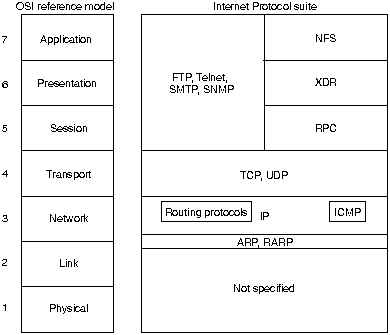 OSI reference model
Internet Protocol suite
7
Application
FTP, Telnet,
SMTP, SNMP
NFS
6
Presentation
XDR
5
Session
RPC
4
Transport
TCP, UDP
3
Network
Routing protocols
IP
ICMP
ARP, RARP
2
Link
Not specified
1
Physical